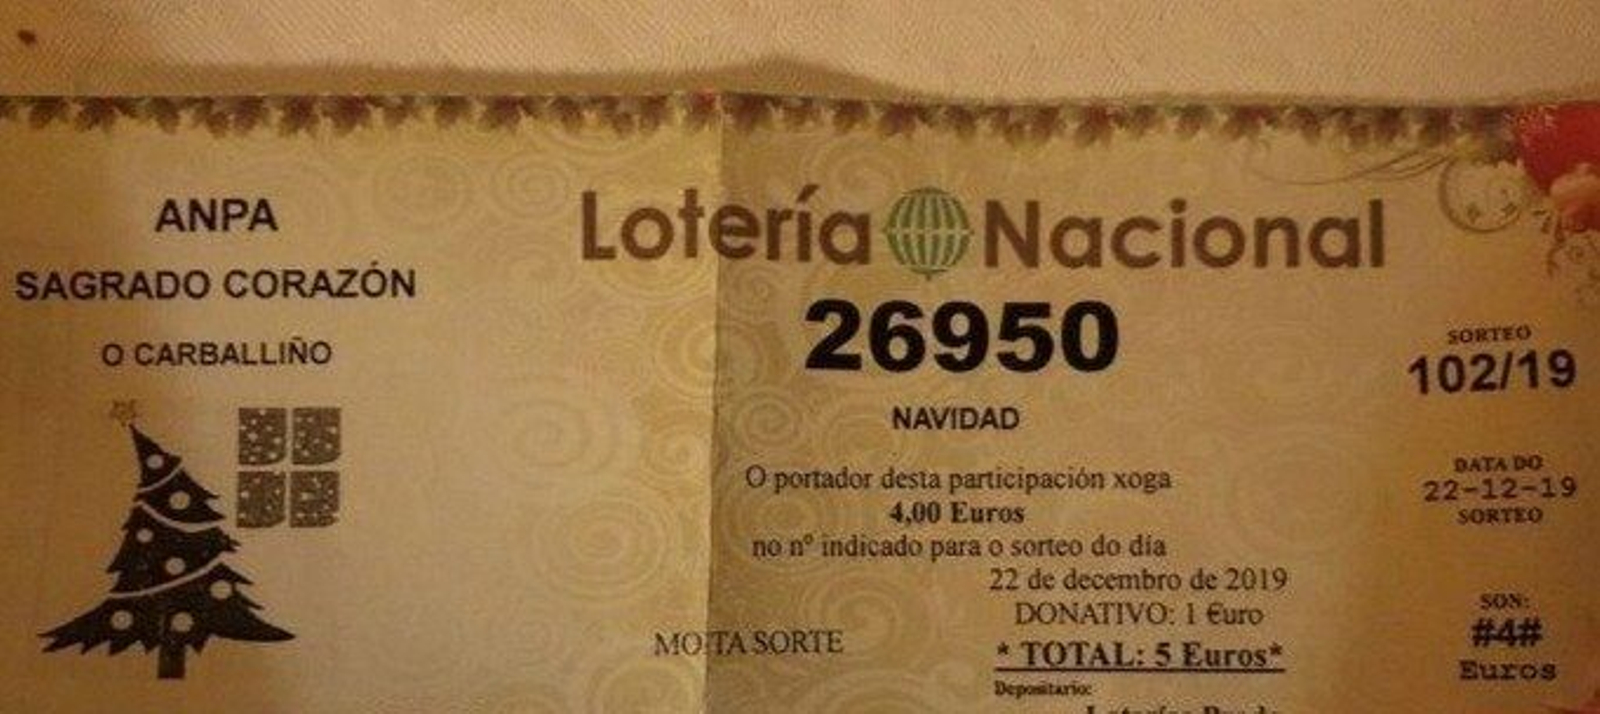 ANPA
SAGRADO CORAZÓN
O CARBALLIÑO
Lotería Nacional
26950
NAVIDAD
SORTEO
102/19
O portador desta participación xoga
4,00 Euros
no nº indicado para o sorteo do día
22 de decembro de 2019
DONATIVO: 1 €uro
* TOTAL: 5 Euros*
Depositario:
MOITA SORTE
DATA DO
22-12-19
SORTEO
SON:
#4#
Euros